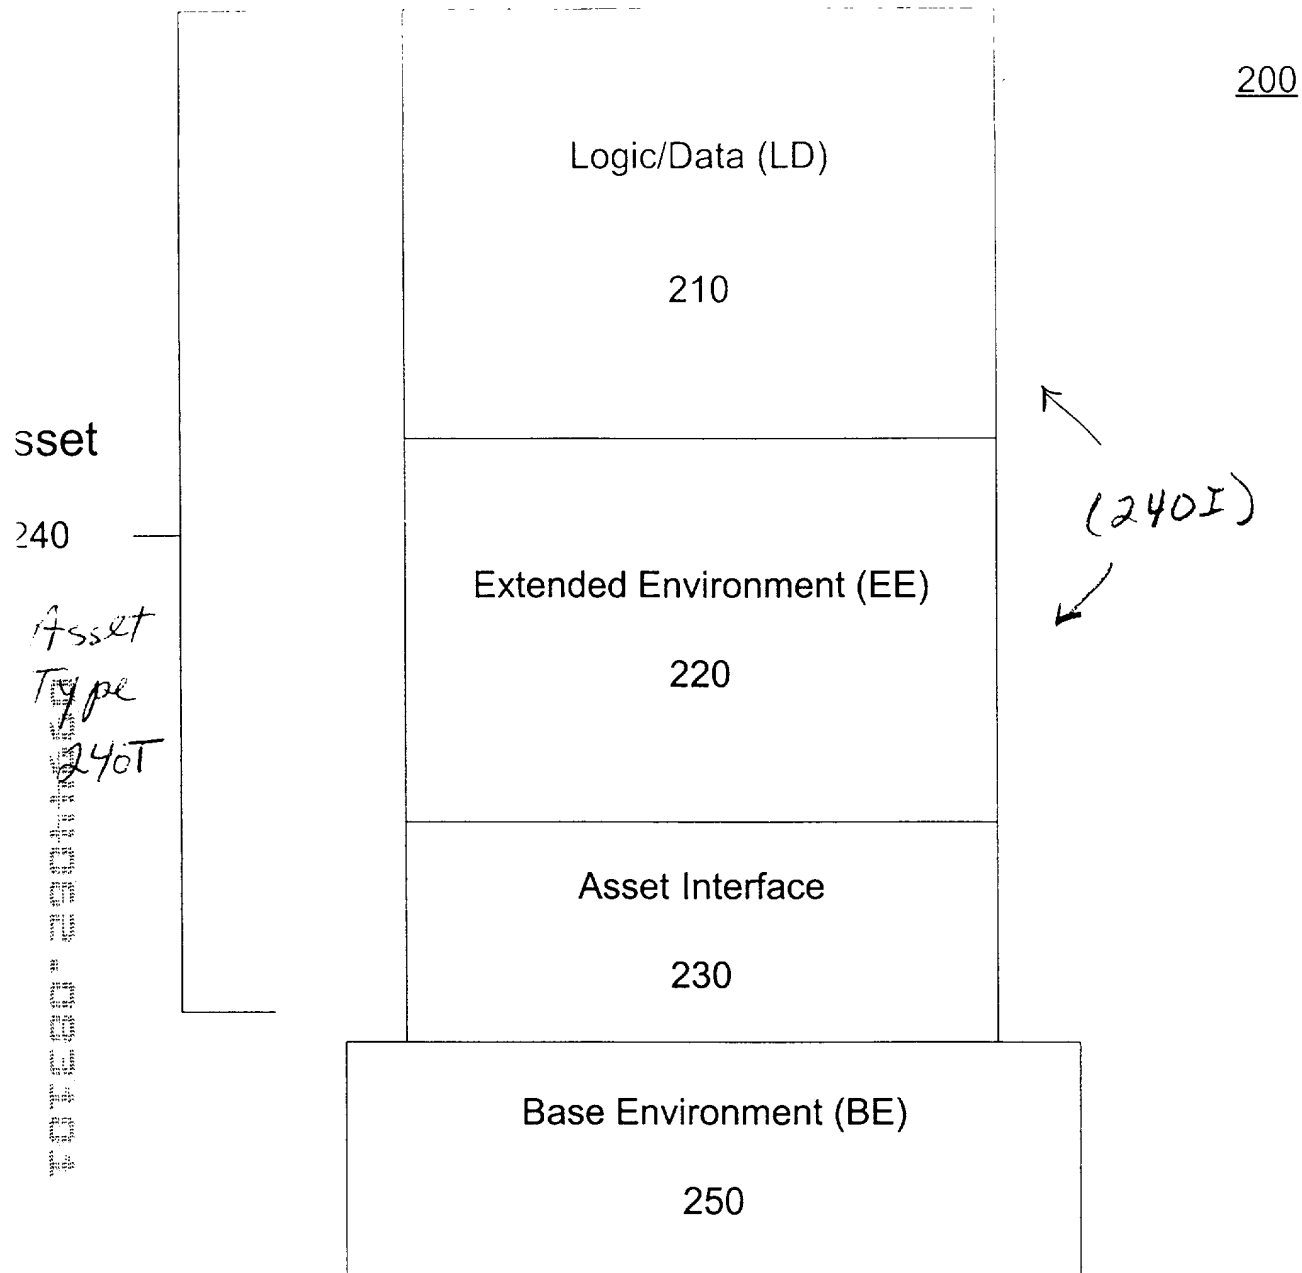 200
Logic/Data (LD)
210
sset
240
(240I)
Extended Environment (EE)
220
Asset
Type
240T
Asset Interface
230
Base Environment (BE)
250